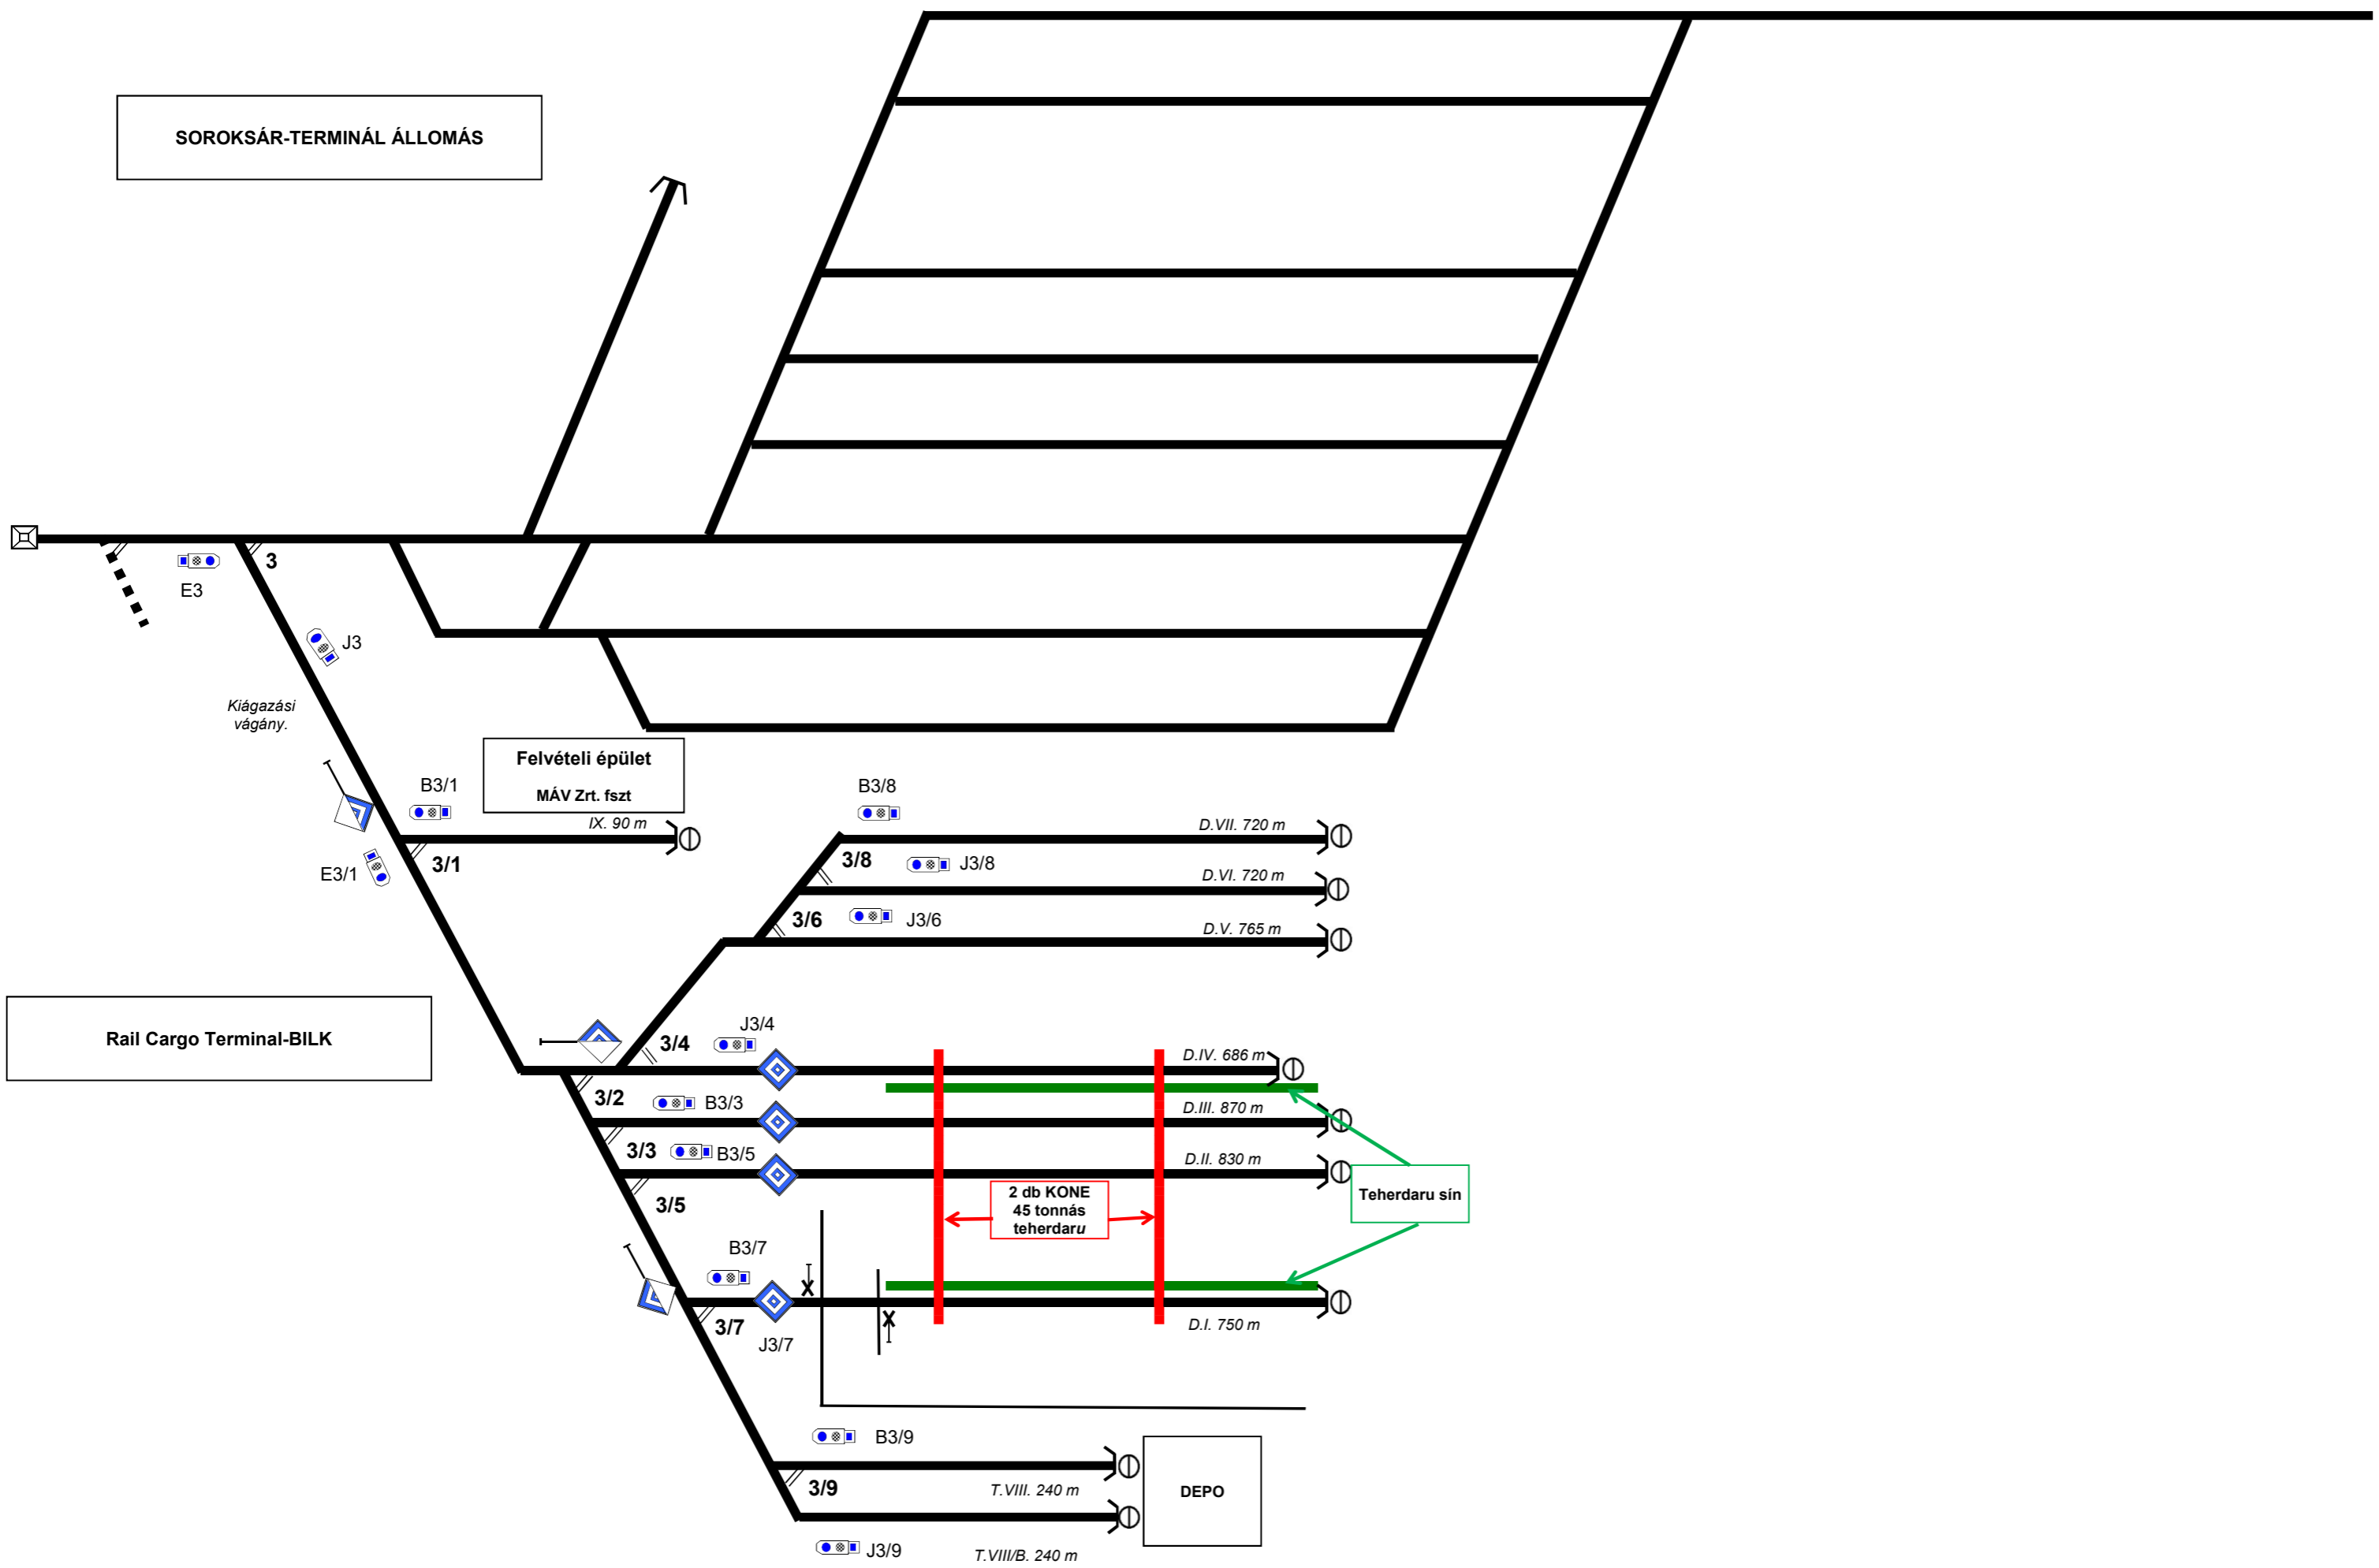 SOROKSÁR-TERMINÁL ÁLLOMÁS
E3
3
J3
Kiágazási
vágány.
Felvételi épület
MÁV Zrt. fszt
B3/1
IX. 90 m
E3/1
3/1
B3/8
D.VII. 720 m
3/8
J3/8
D.VI. 720 m
3/6
J3/6
D.V. 765 m
Rail Cargo Terminal-BILK
J3/4
3/4
D.IV. 686 m
3/2
B3/3
D.III. 870 m
3/3
B3/5
D.II. 830 m
3/5
2 db KONE
45 tonnás
teherdaru
Teherdaru sín
B3/7
3/7
J3/7
D.I. 750 m
B3/9
3/9
T.VIII. 240 m
DEPO
J3/9
T.VIII/B. 240 m